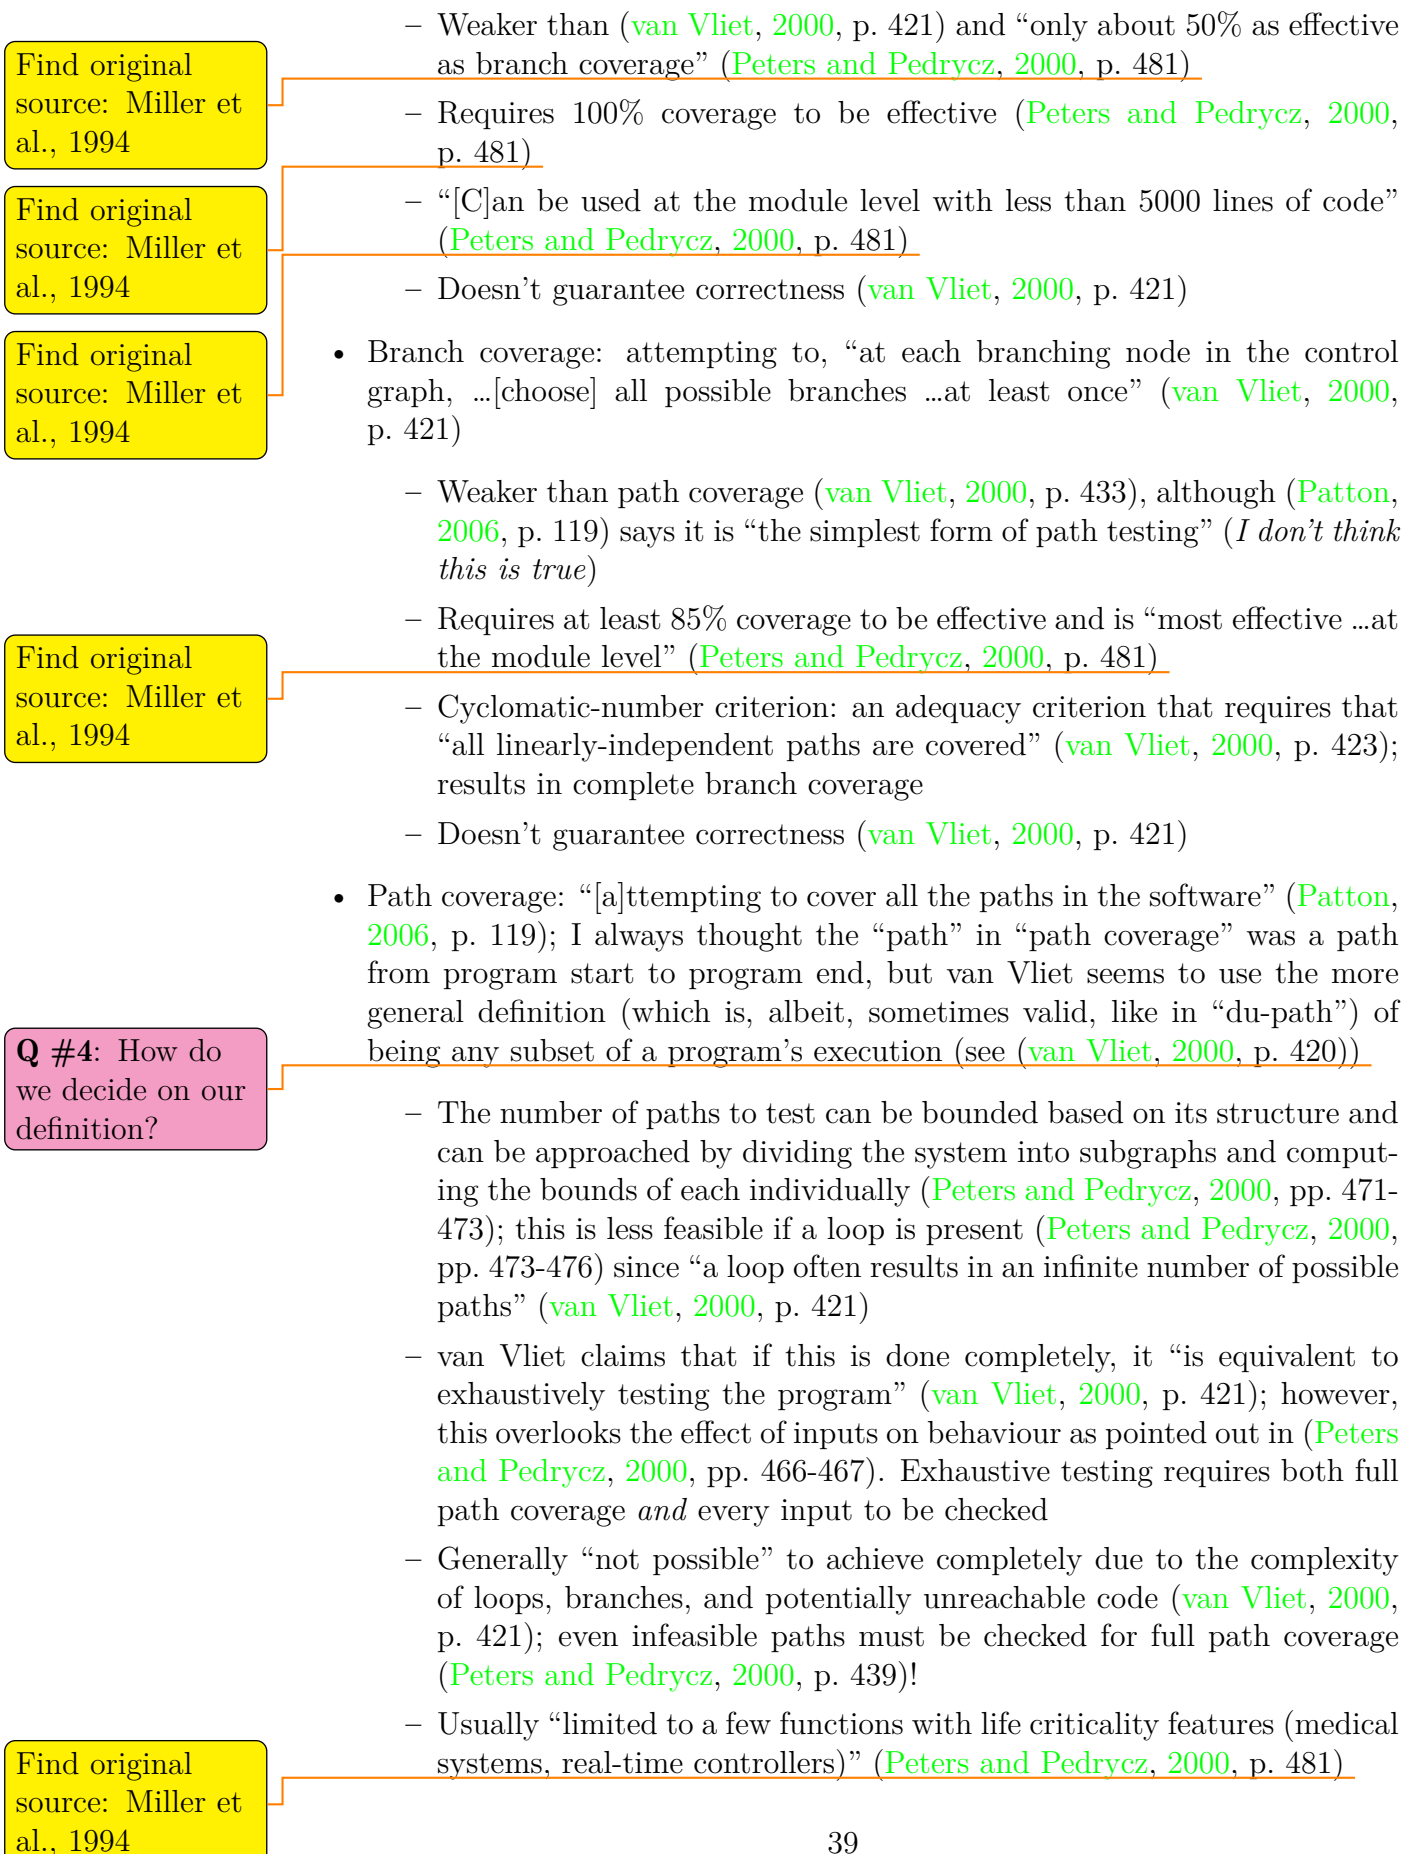 – Weaker than (van Vliet, 2000, p. 421) and “only about 50% as effective
as branch coverage” (Peters and Pedrycz, 2000, p. 481)
Find original
source: Miller et
al., 1994
– Requires 100% coverage to be effective (Peters and Pedrycz, 2000,
p. 481)
Find original
source: Miller et
al., 1994
– “[C]an be used at the module level with less than 5000 lines of code”
(Peters and Pedrycz, 2000, p. 481)
Find original
source: Miller et
al., 1994
– Doesn't guarantee correctness (van Vliet, 2000, p. 421)
• Branch coverage: attempting to, “at each branching node in the control
graph, …[choose] all possible branches …at least once” (van Vliet, 2000,
p. 421)
– Weaker than path coverage (van Vliet, 2000, p. 433), although (Patton,
2006, p. 119) says it is “the simplest form of path testing” (I don't think
this is true)
– Requires at least 85% coverage to be effective and is “most effective …at
the module level” (Peters and Pedrycz, 2000, p. 481)
Find original
source: Miller et
al., 1994
– Cyclomatic-number criterion: an adequacy criterion that requires that
“all linearly-independent paths are covered” (van Vliet, 2000, p. 423);
results in complete branch coverage
– Doesn't guarantee correctness (van Vliet, 2000, p. 421)
• Path coverage: “[a]ttempting to cover all the paths in the software” (Patton,
2006, p. 119); I always thought the “path” in “path coverage” was a path
from program start to program end, but van Vliet seems to use the more
general definition (which is, albeit, sometimes valid, like in “du-path”) of
being any subset of a program's execution (see (van Vliet, 2000, p. 420))
Q #4: How do
we decide on our
definition?
– The number of paths to test can be bounded based on its structure and
can be approached by dividing the system into subgraphs and comput-
ing the bounds of each individually (Peters and Pedrycz, 2000, pp. 471-
473); this is less feasible if a loop is present (Peters and Pedrycz, 2000,
pp. 473-476) since “a loop often results in an infinite number of possible
paths” (van Vliet, 2000, p. 421)
– van Vliet claims that if this is done completely, it “is equivalent to
exhaustively testing the program” (van Vliet, 2000, p. 421); however,
this overlooks the effect of inputs on behaviour as pointed out in (Peters
and Pedrycz, 2000, pp. 466-467). Exhaustive testing requires both full
path coverage and every input to be checked
– Generally “not possible” to achieve completely due to the complexity
of loops, branches, and potentially unreachable code (van Vliet, 2000,
p. 421); even infeasible paths must be checked for full path coverage
(Peters and Pedrycz, 2000, p. 439)!
– Usually “limited to a few functions with life criticality features (medical
systems, real-time controllers)” (Peters and Pedrycz, 2000, p. 481)
Find original
source: Miller et
al., 1994
39